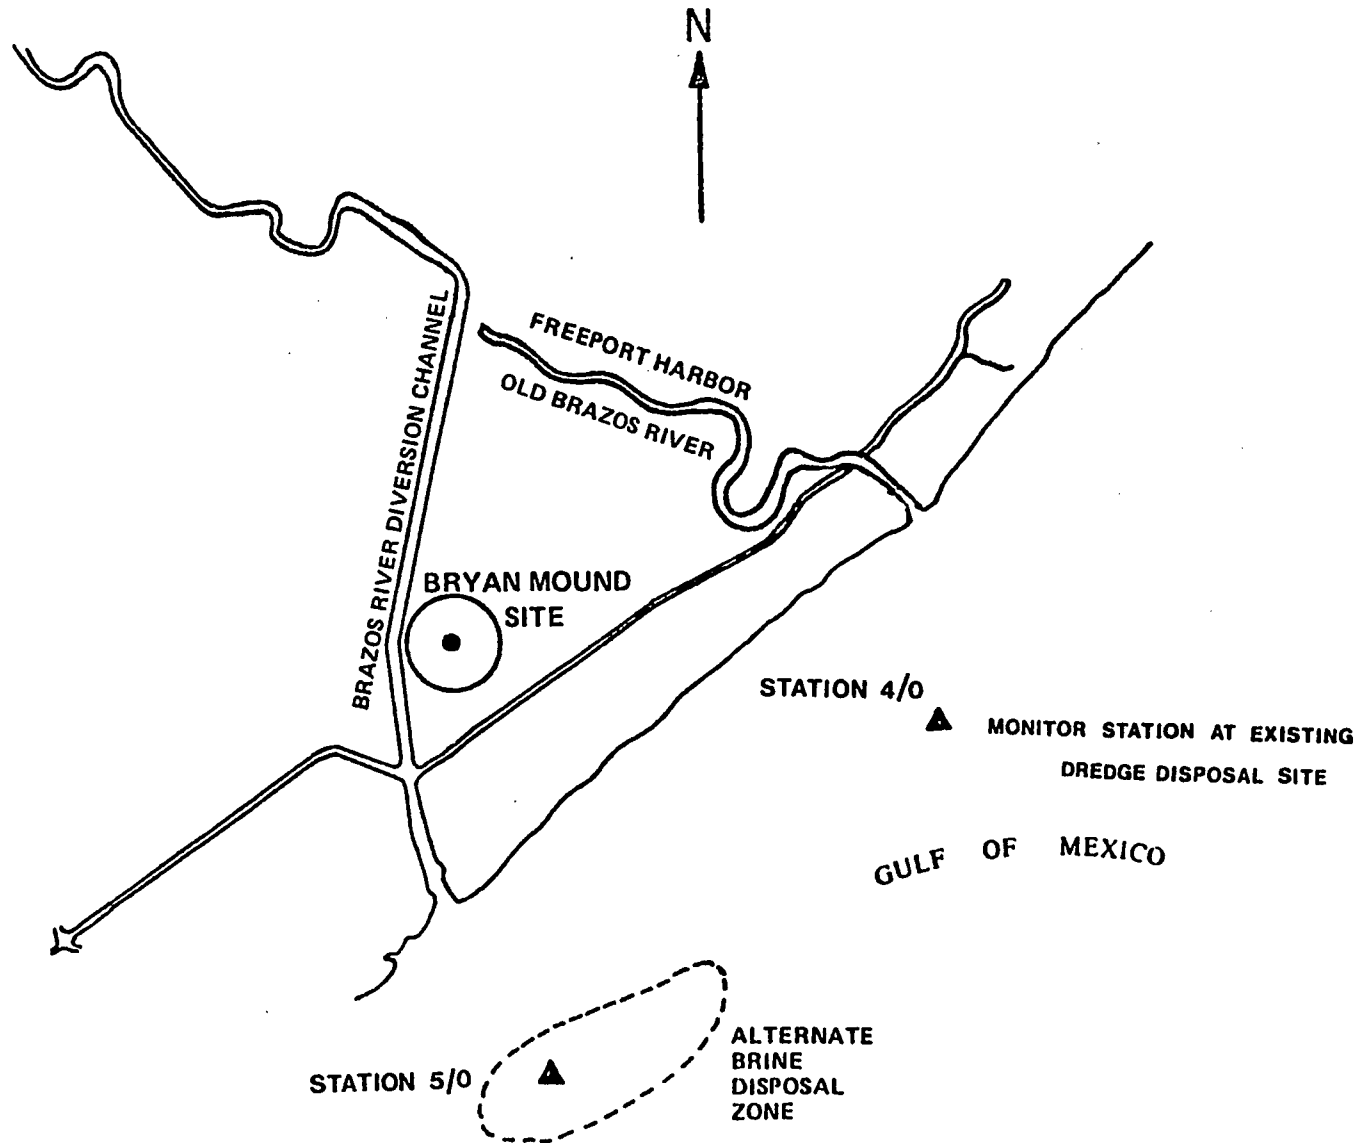 N
FREEPORT HARBOR
OLD BRAZOS RIVER
BRAZOS RIVER DIVERSION CHANNEL
BRYAN MOUND
SITE
STATION 4/0
MONITOR STATION AT EXISTING
DREDGE DISPOSAL SITE
GULF OF MEXICO
STATION 5/0
ALTERNATE
BRINE
DISPOSAL
ZONE